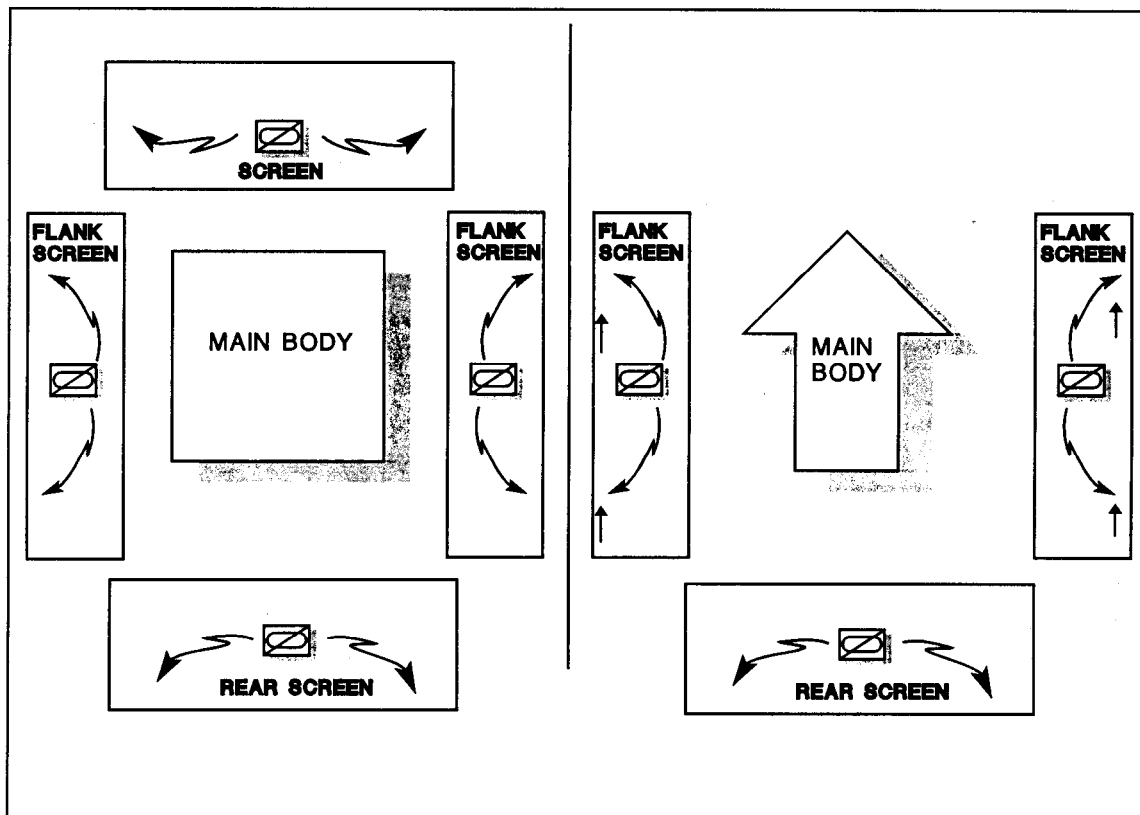 SCREEN
FLANK
SCREEN
MAIN BODY
FLANK
SCREEN
REAR SCREEN
FLANK
SCREEN
MAIN
BODY
FLANK
SCREEN
REAR SCREEN